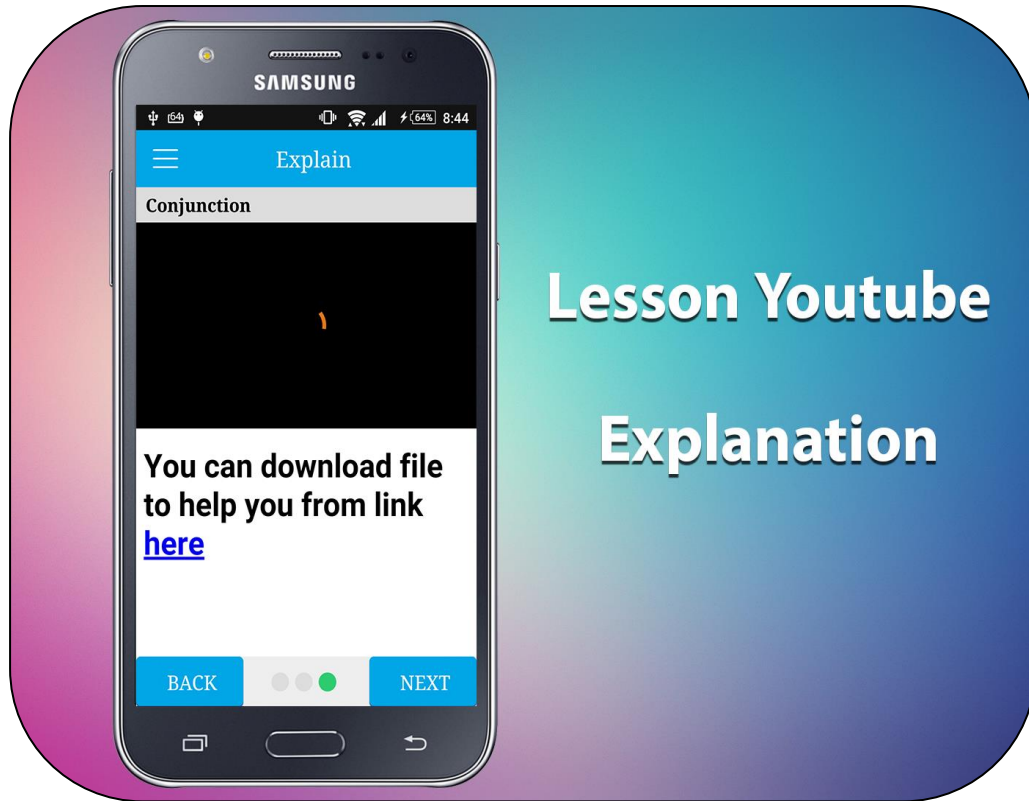 SAMSUNG
64 64% 8:44
Explain
Conjunction
You can download file
to help you from link
here
BACK NEXT
Lesson Youtube
Explanation